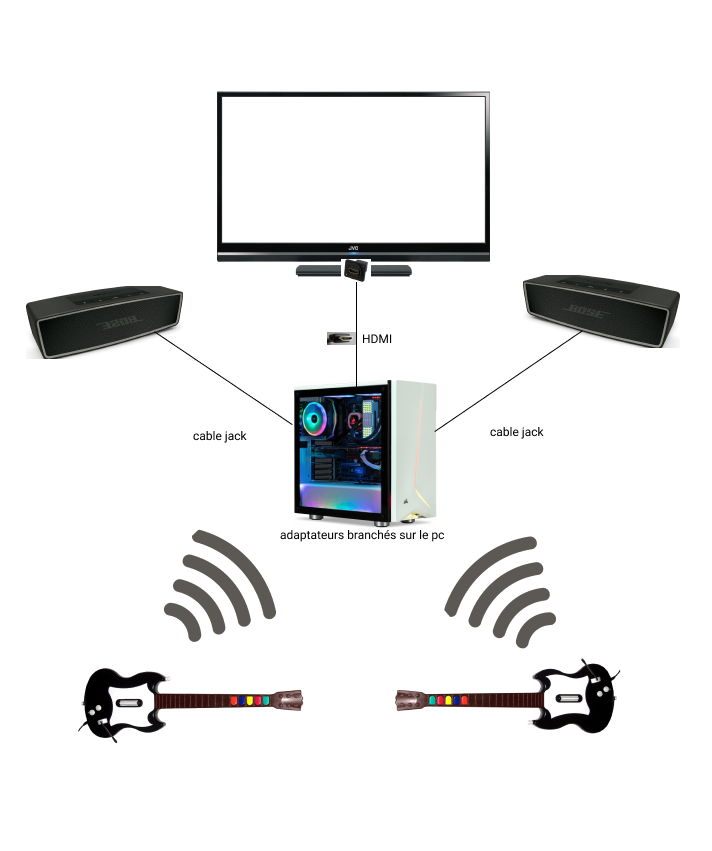 JVC
BOSE
BOSE
HDMI
cable jack
cable jack
adaptateurs branchés sur le pc